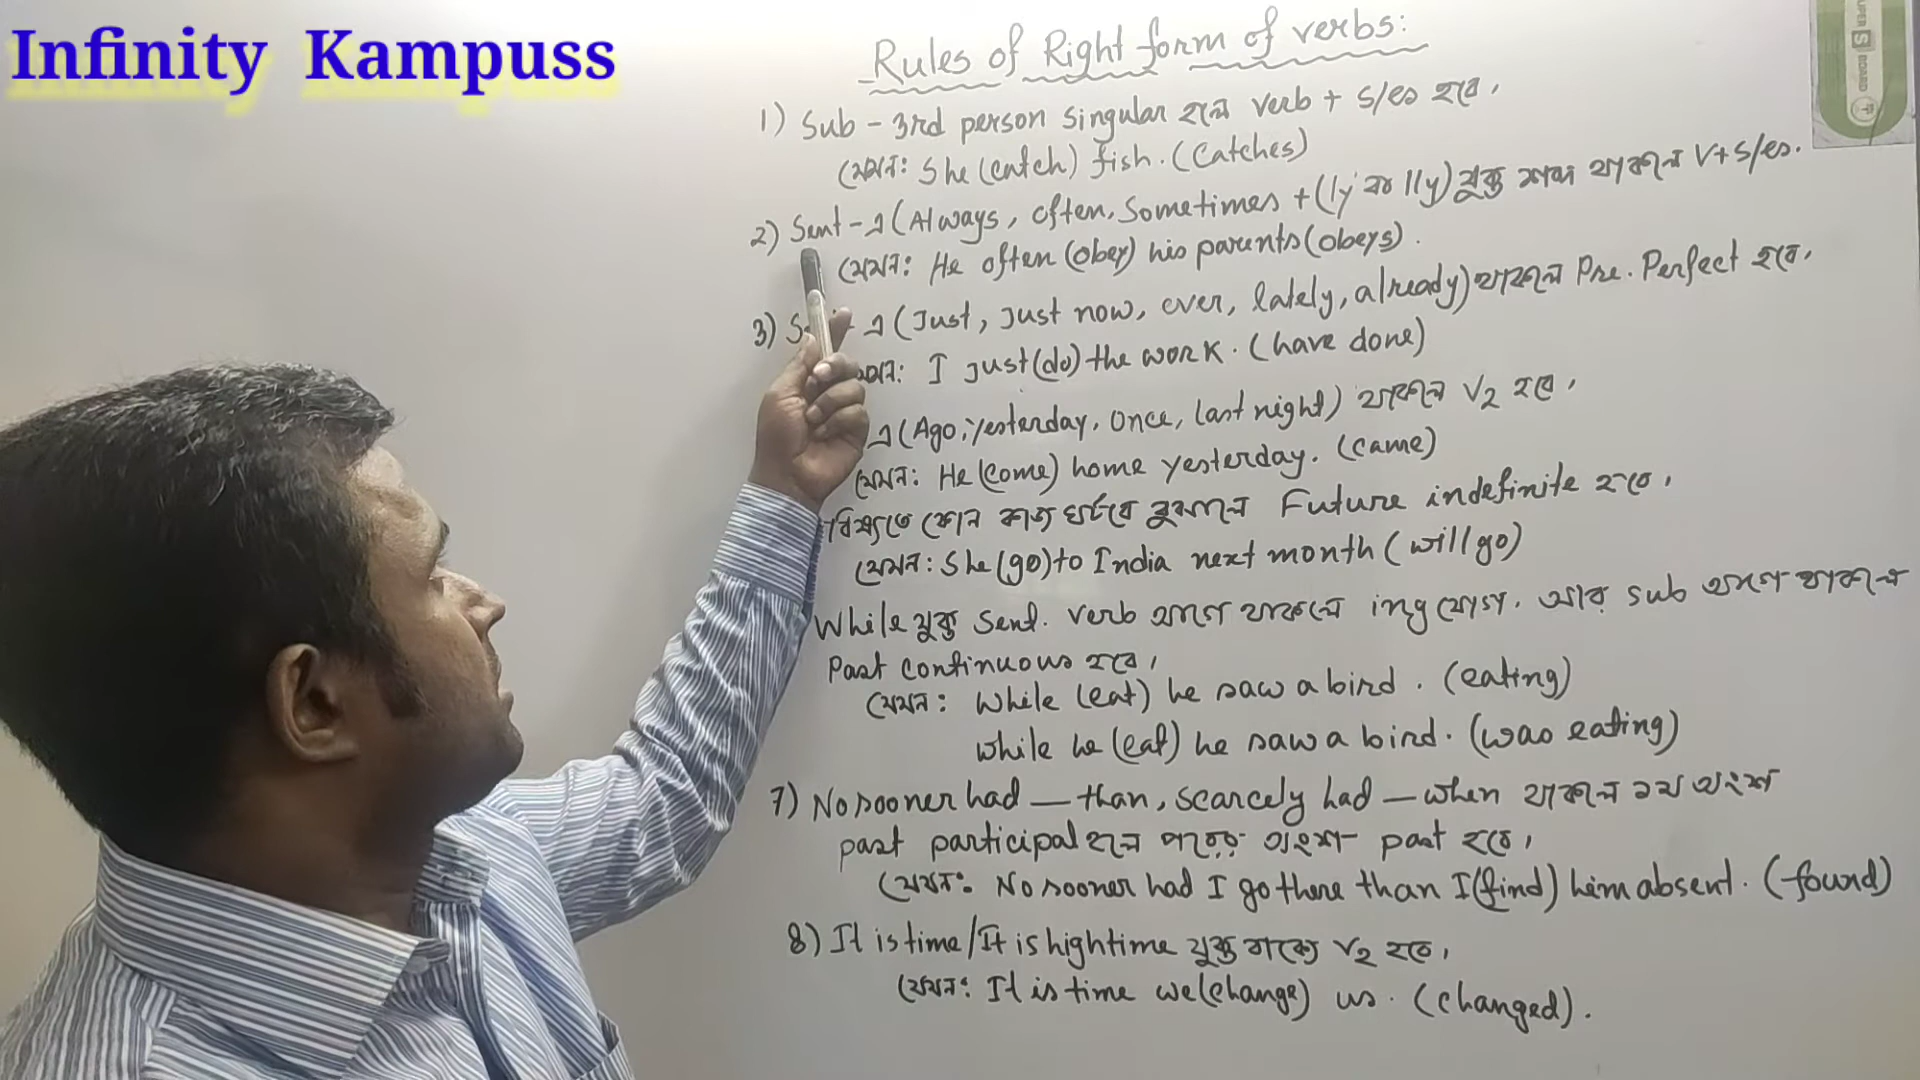 Infinity Kampuss
SUPER S BOARD
Rules of Right form of verbs:
1) Sub - 3rd person singular হলে verb + s/es হবে।
যেমন: She (catch) fish. (Catches)
2) Sent - এ (Always, often, Sometimes + (ly বা lly) যুক্ত শব্দ থাকলে V+s/es.
যেমন: He often (obey) his parents (obeys).
3) - এ (Just, just now, ever, lately, already) থাকলে Pre. Perfect হবে।
I just (do) the work. (have done)
এ (Ago, yesterday, once, last night) থাকলে V2 হবে।
যেমন: He (come) home yesterday. (came)
কোন কাজ ঘটবে বুঝালে Future indefinite হবে।
যেমন: She (go) to India next month (will go)
While যুক্ত Sent. verb আগে থাকলে ing যোগ, আর sub আগে থাকলে
Past continuous হবে।
যেমন: While (eat) he saw a bird. (eating)
while he (eat) he saw a bird. (was eating)
7) No sooner had — than, Scarcely had — when থাকলে ১ম অংশ
past participal হলে পরের অংশ past হবে।
যেমন: No sooner had I go there than I (find) him absent. (found)
8) It is time/It is hightime যুক্ত বাক্যে V2 হবে।
যেমন: It is time we (change) us. (changed).